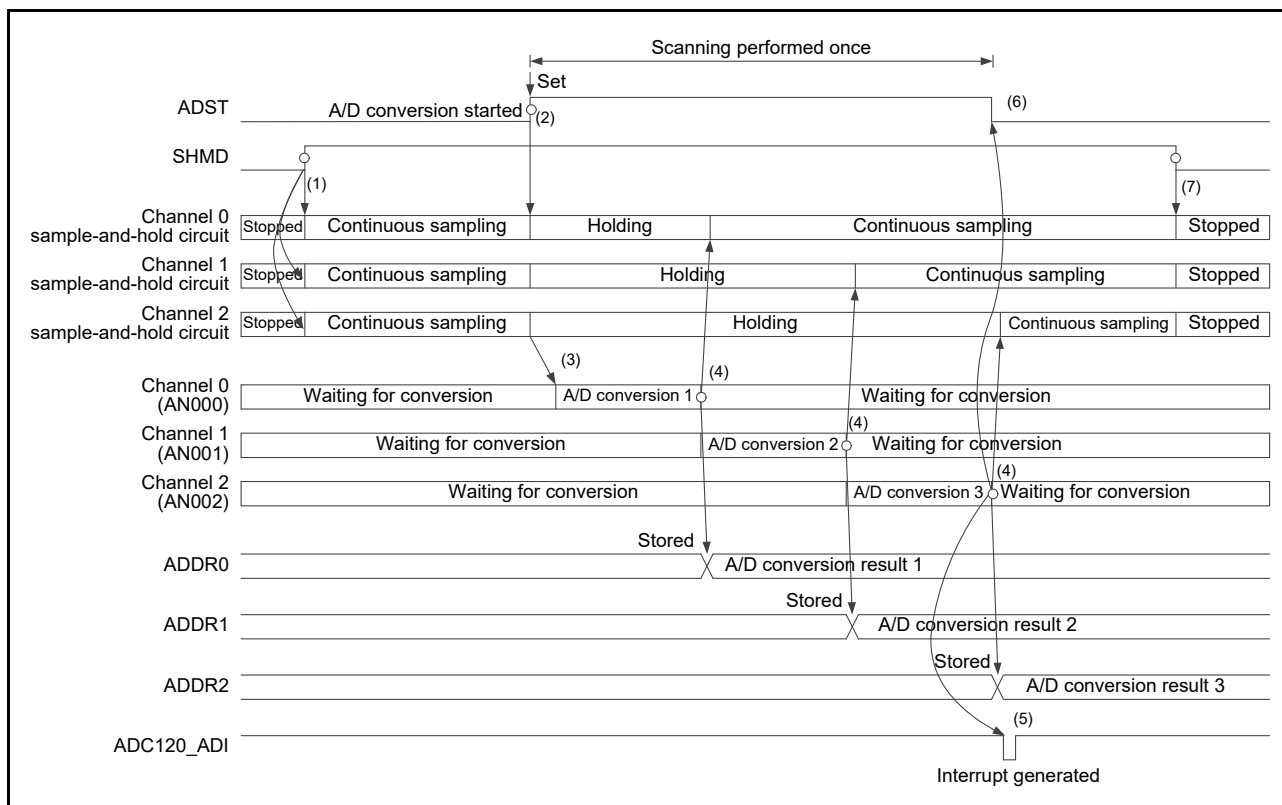 Scanning performed once
Set
ADST
A/D conversion started
(2)
(6)
SHMD
(1)
(7)
Channel 0
sample-and-hold circuit
Stopped
Continuous sampling
Holding
Continuous sampling
Stopped
Channel 1
sample-and-hold circuit
Stopped
Continuous sampling
Holding
Continuous sampling
Stopped
Channel 2
sample-and-hold circuit
Stopped
Continuous sampling
Holding
Continuous sampling
Stopped
(3)
(4)
Channel 0
(AN000)
Waiting for conversion
A/D conversion 1
Waiting for conversion
(4)
Channel 1
(AN001)
Waiting for conversion
A/D conversion 2
Waiting for conversion
(4)
Channel 2
(AN002)
Waiting for conversion
A/D conversion 3
Waiting for conversion
Stored
ADDR0
A/D conversion result 1
Stored
ADDR1
A/D conversion result 2
Stored
ADDR2
A/D conversion result 3
(5)
ADC120_ADI
Interrupt generated